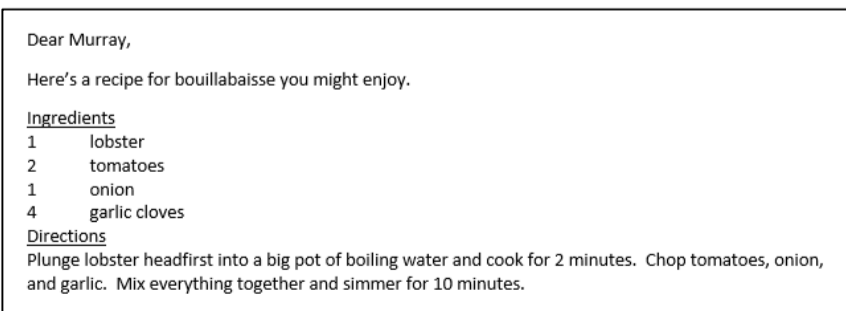 Dear Murray,
Here's a recipe for bouillabaisse you might enjoy.
Ingredients
1 lobster
2 tomatoes
1 onion
4 garlic cloves
Directions
Plunge lobster headfirst into a big pot of boiling water and cook for 2 minutes.  Chop tomatoes, onion,
and garlic.  Mix everything together and simmer for 10 minutes.